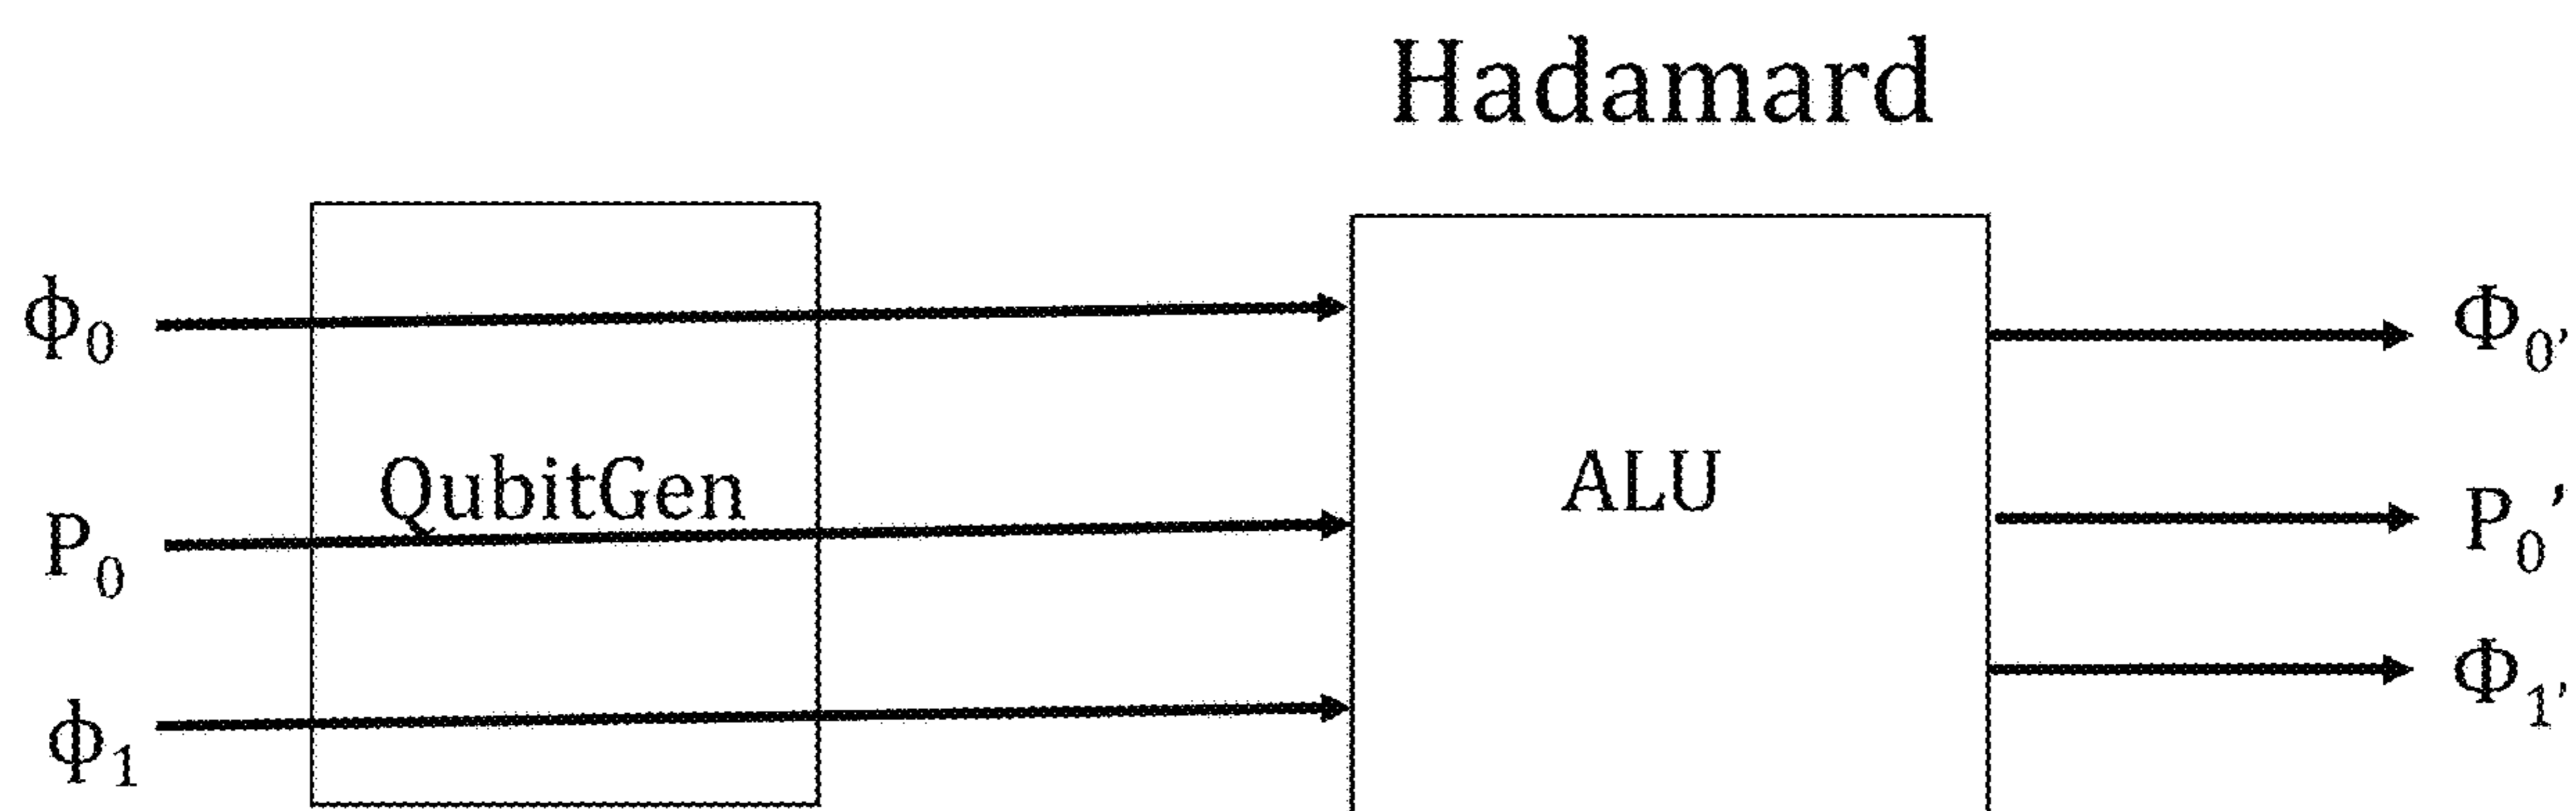 Hadamard
ϕ₀
Φ₀'
QubitGen
ALU
P₀
P₀'
ϕ₁
Φ₁'